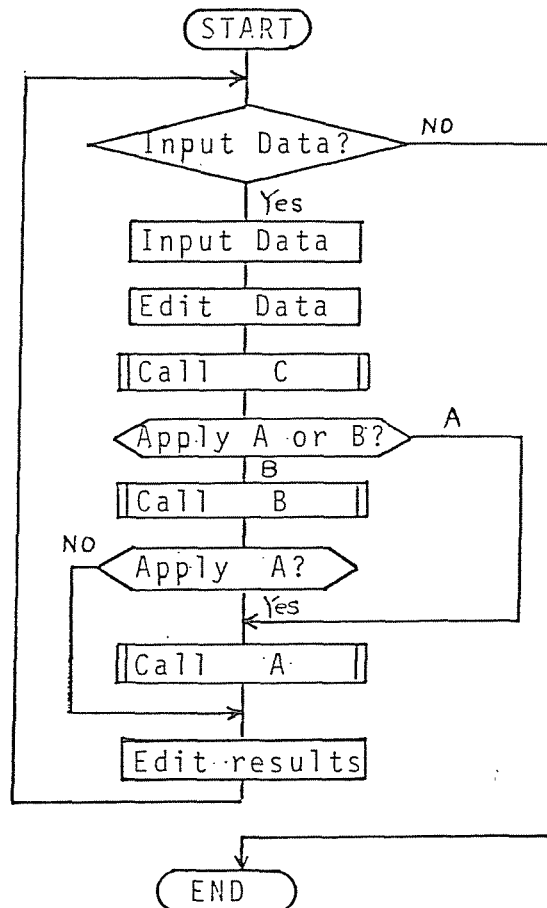 START
Input Data?
NO
Yes
Input Data
Edit Data
Call C
Apply A or B?
A
B
Call B
NO
Apply A?
Yes
Call A
Edit results
END